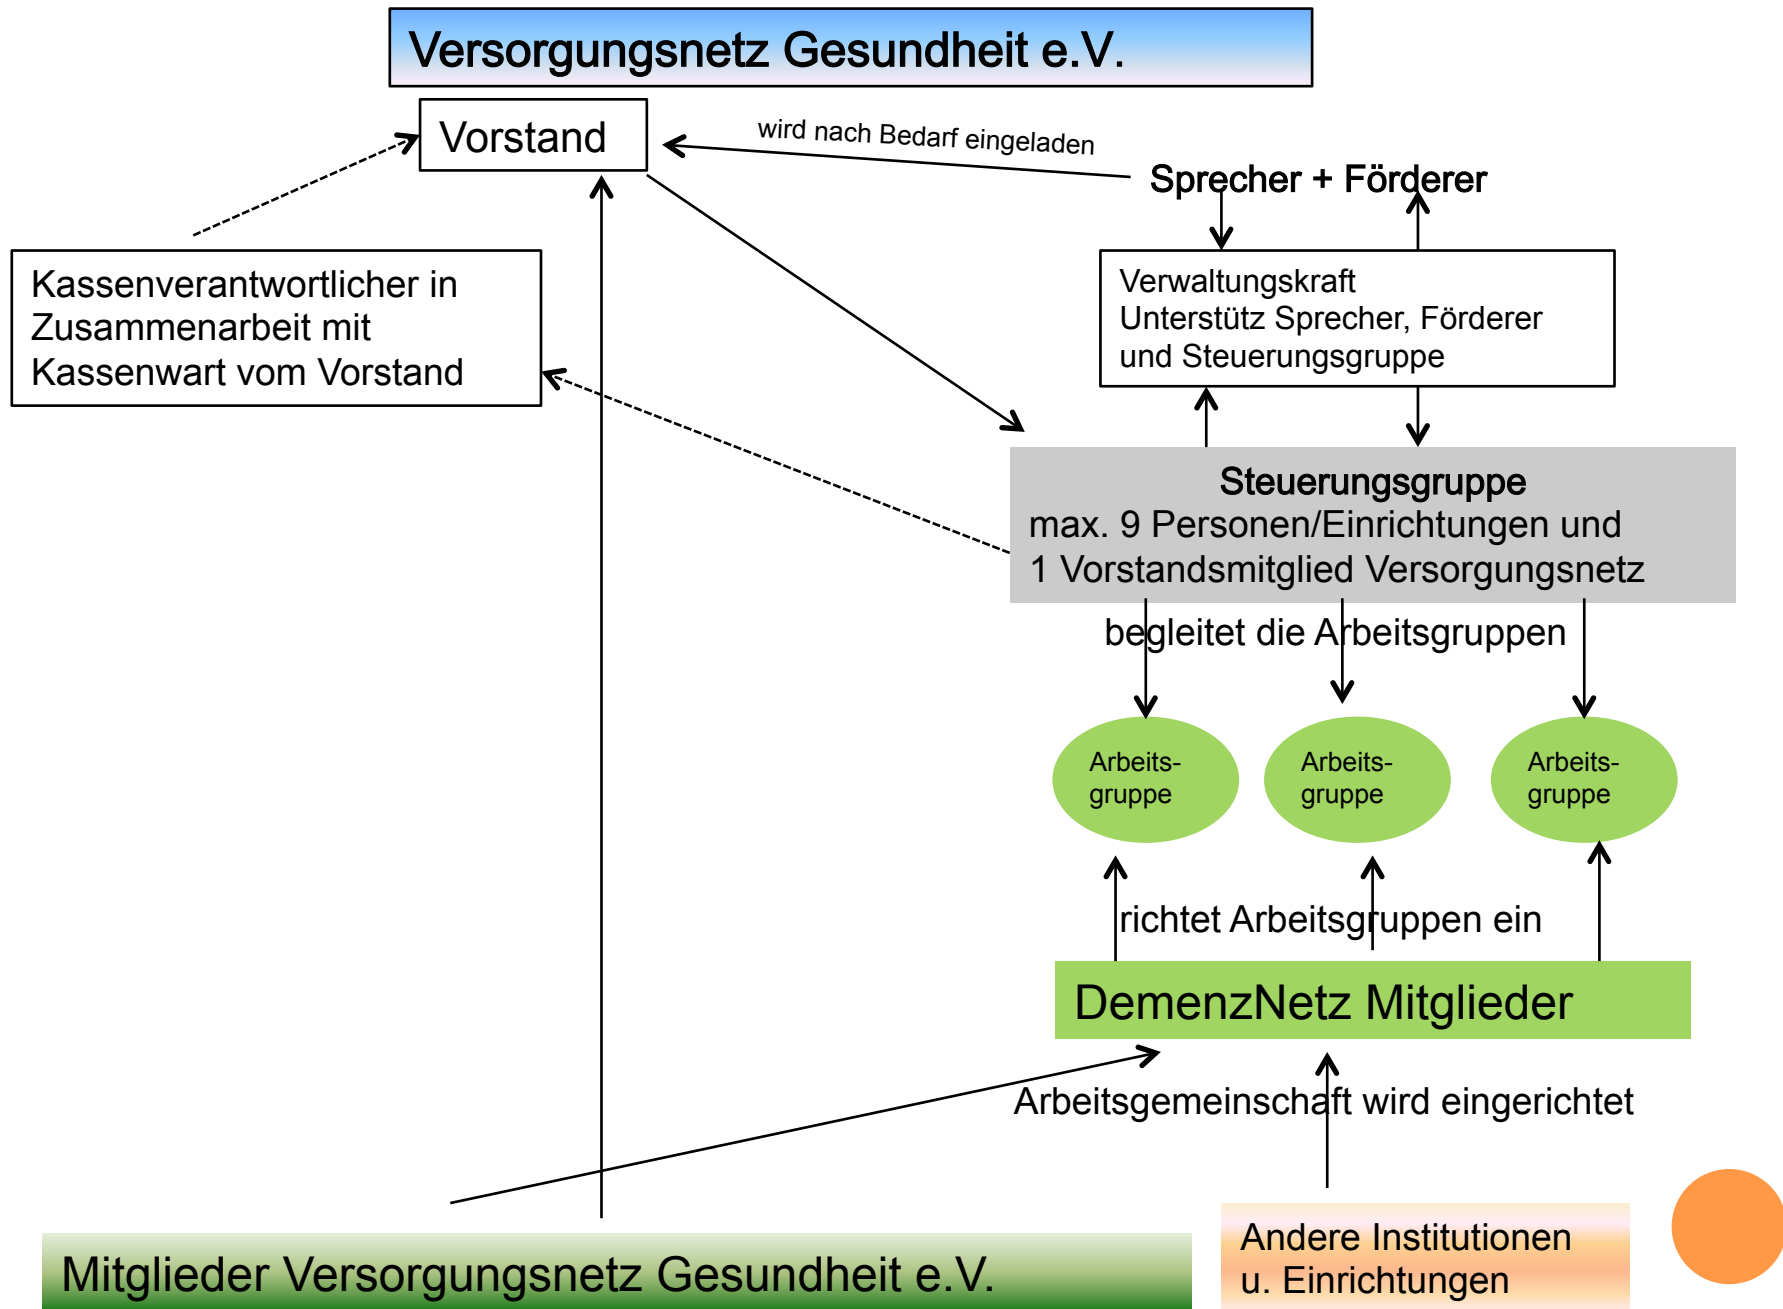 Versorgungsnetz Gesundheit e.V.
Vorstand
wird nach Bedarf eingeladen
Sprecher + Förderer
Kassenverantwortlicher in
Zusammenarbeit mit
Kassenwart vom Vorstand
Verwaltungskraft
Unterstütz Sprecher, Förderer
und Steuerungsgruppe
Steuerungsgruppe
max. 9 Personen/Einrichtungen und
1 Vorstandsmitglied Versorgungsnetz
begleitet die Arbeitsgruppen
Arbeits-
gruppe
Arbeits-
gruppe
Arbeits-
gruppe
richtet Arbeitsgruppen ein
DemenzNetz Mitglieder
Arbeitsgemeinschaft wird eingerichtet
Mitglieder Versorgungsnetz Gesundheit e.V.
Andere Institutionen
u. Einrichtungen